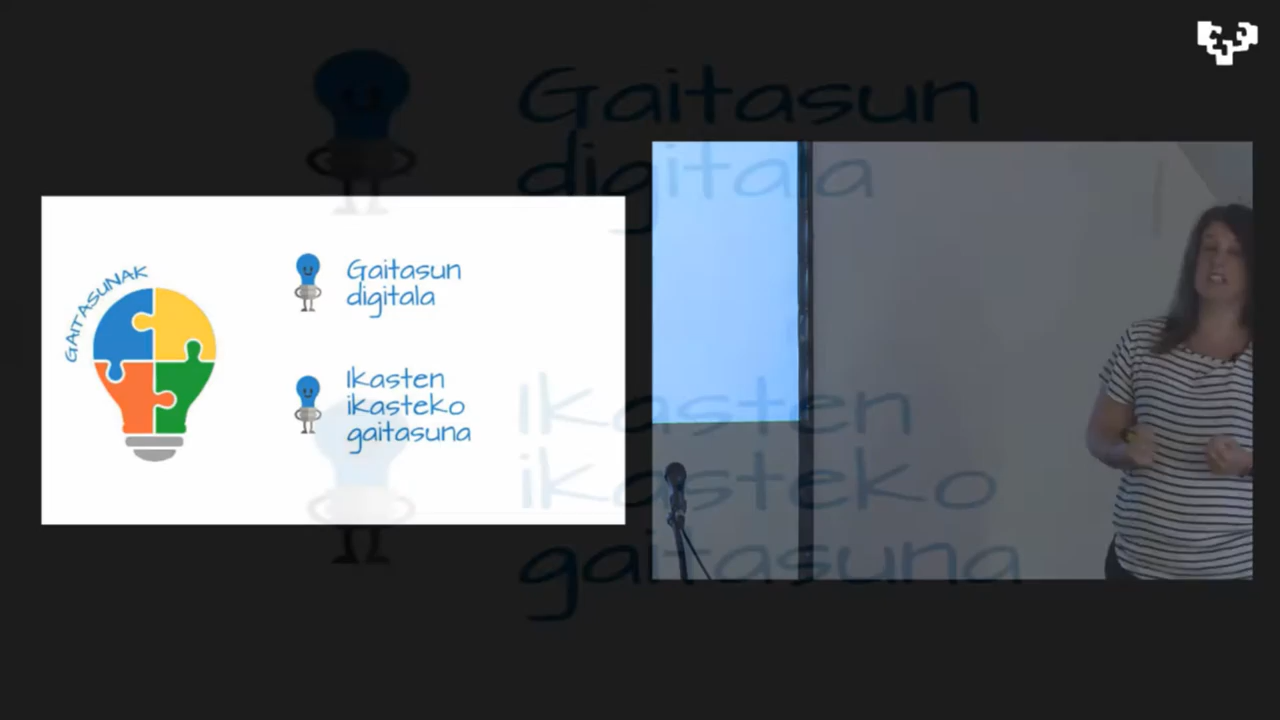 GAITASUNAK
Gaitasun
digitala
Ikasten
ikasteko
gaitasuna
Gaitasun
digitala
Ikasten
ikasteko
gaitasuna